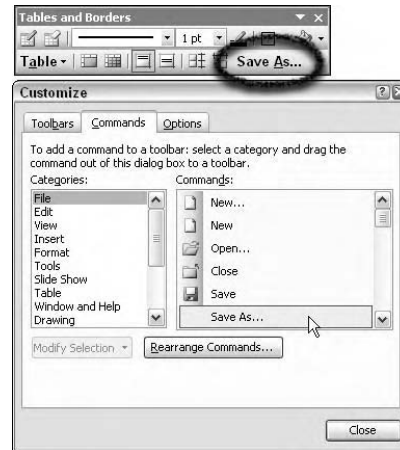 Tables and Borders
1 pt
Table
Save As...
Customize
Toolbars Commands Options
To add a command to a toolbar: select a category and drag the
command out of this dialog box to a toolbar.
Categories: Commands:
File New...
Edit
View New
Insert
Format Open...
Tools Close
Slide Show
Table Save
Window and Help
Drawing Save As...
Modify Selection Rearrange Commands...
Close